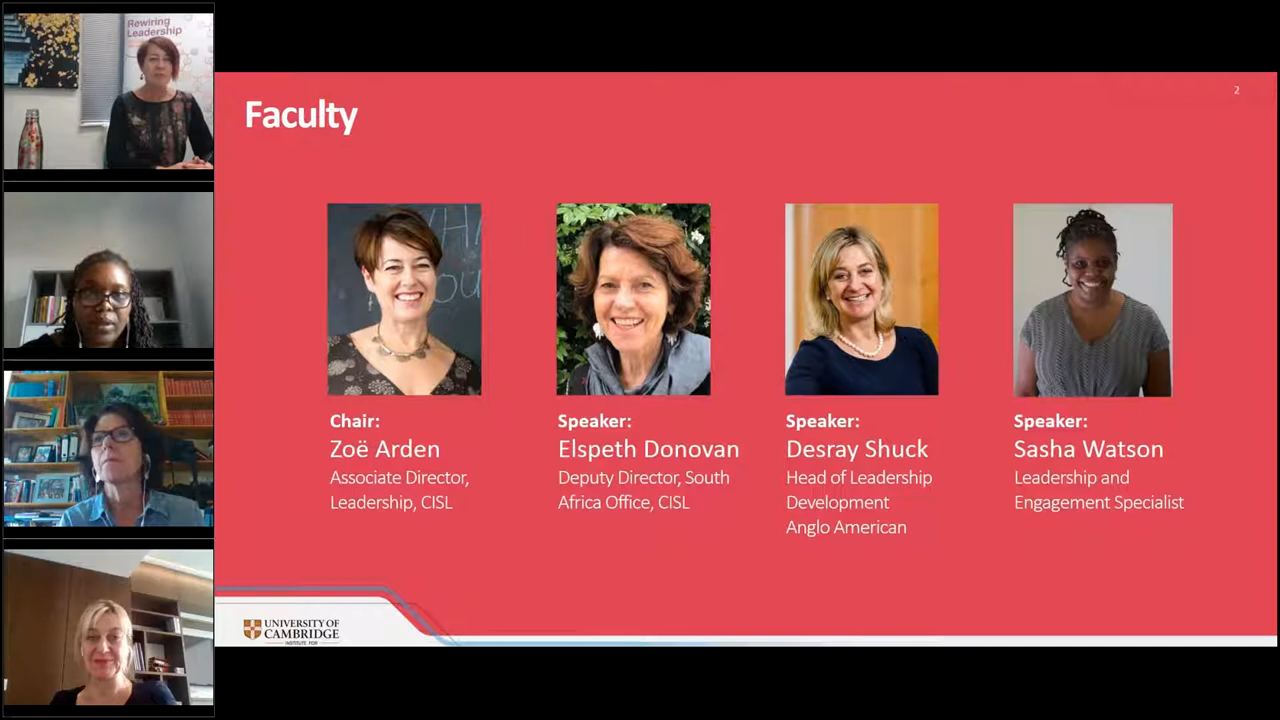 Rewiring
Leadership
2
Faculty
Chair:
Zoë Arden
Associate Director,
Leadership, CISL
Speaker:
Elspeth Donovan
Deputy Director, South
Africa Office, CISL
Speaker:
Desray Shuck
Head of Leadership
Development
Anglo American
Speaker:
Sasha Watson
Leadership and
Engagement Specialist
UNIVERSITY OF
CAMBRIDGE
INSTITUTE FOR